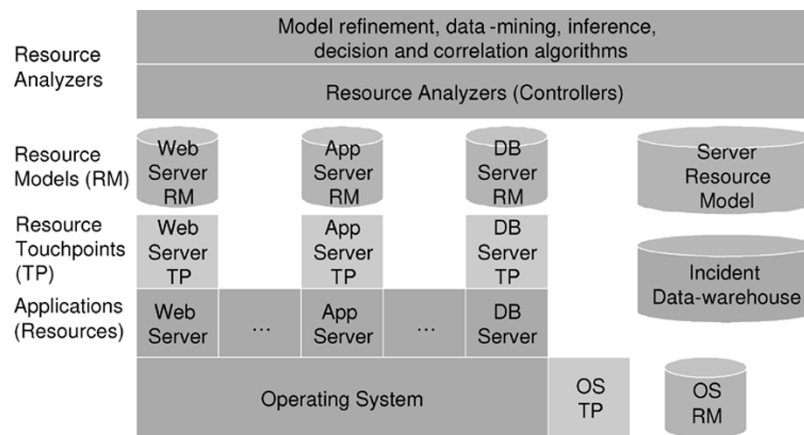 Model refinement, data -mining, inference,
decision and correlation algorithms
Resource
Analyzers
Resource Analyzers (Controllers)
Resource
Models (RM)
Web
Server
RM
App
Server
RM
DB
Server
RM
Server
Resource
Model
Resource
Touchpoints
(TP)
Web
Server
TP
App
Server
TP
DB
Server
TP
Incident
Data-warehouse
Applications
(Resources)
Web
Server
...
App
Server
...
DB
Server
Operating System
OS
TP
OS
RM